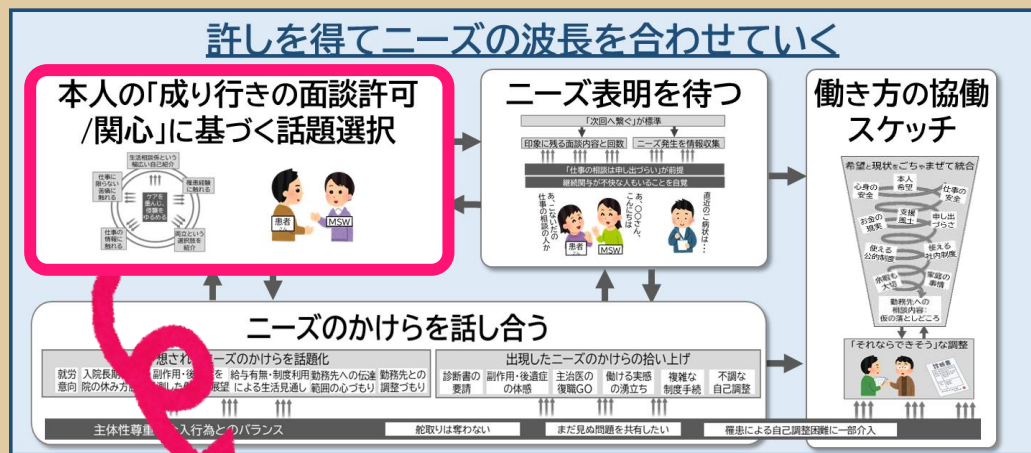 許しを得てニーズの波長を合わせていく
本人の「成り行きの面談許可
/関心」に基づく話題選択
生活相談係という
幅広い自己紹介
仕事に
限らない
苦痛に
触れる
罹患経験
に触れる
ケアを
重んじ、
ゆるめる
仕事の
情報に
触れる
両立という
選択肢を
紹介
患者
さん
MSW
ニーズ表明を待つ
「次回へ繋ぐ」が標準
印象に残る面談内容と回数
ニーズ発生を情報収集
「仕事の相談は申し出づらい」が前提
継続関与が不快な人もいることを自覚
あ、こないだの
仕事の相談の人か
あ、〇〇さん、
こんにちは
直近のご病状は…
患者
さん
MSW
働き方の協働
スケッチ
希望と現状をごちゃまぜて統合
本人
希望
心身の
安全
仕事の
安全
支援
風土
お金の
現実
申し出
づらさ
使える
公的制度
使える
社内制度
余暇も
大切
家庭の
事情
勤務先への
相談内容:
仮の落としどころ
「それならできそう」な調整
診断書
ニーズのかけらを話し合う
想され
ーズのかけらを話題化
就労
意向
入院長期
院の休み方
副作用・後
を
測した
展望
給与有無・制度利用
による生活見通し
勤務先への伝達
範囲の心づもり
勤務先との
調整づもり
出現したニーズのかけらの拾い上げ
診断書の
要請
副作用・後遺症
の体感
主治医の
復職GO
働ける実感
の湧立ち
複雑な
制度手続
不調な
自己調整
主体性尊重
入行為とのバランス
舵取りは奪わない
まだ見ぬ問題を共有したい
罹患による自己調整困難に一部介入